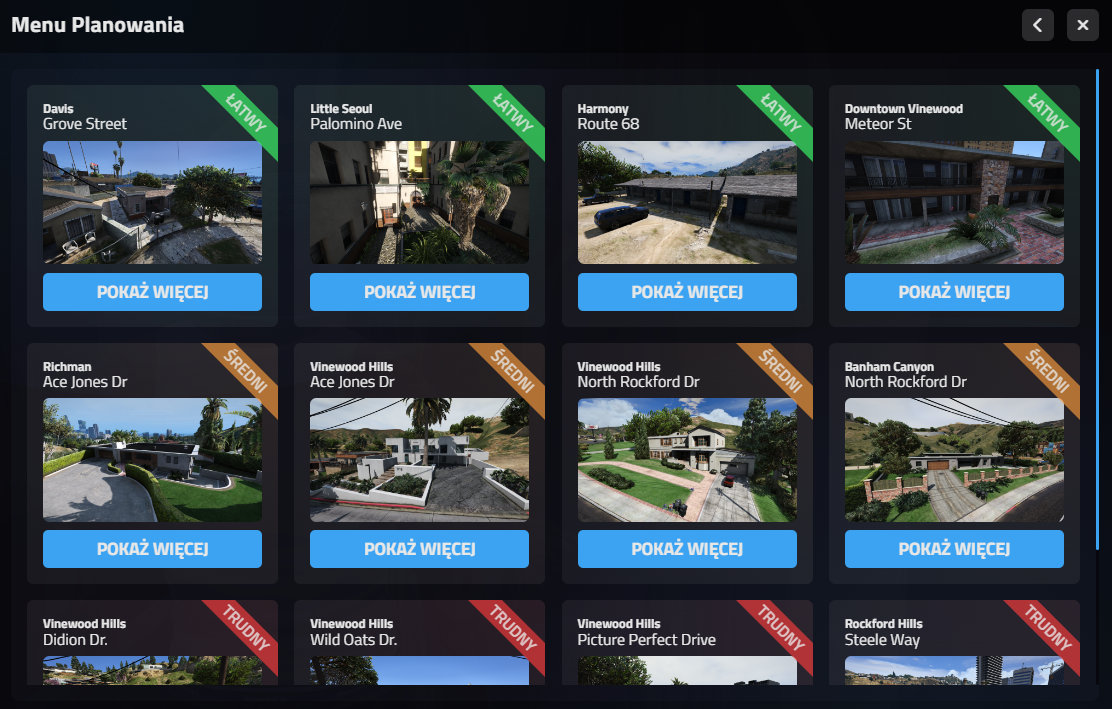 Menu Planowania
Davis
Grove Street
ŁATWY
POKAŻ WIĘCEJ
Little Seoul
Palomino Ave
ŁATWY
POKAŻ WIĘCEJ
Harmony
Route 68
ŁATWY
POKAŻ WIĘCEJ
Downtown Vinewood
Meteor St
ŁATWY
POKAŻ WIĘCEJ
Richman
Ace Jones Dr
ŚREDNI
POKAŻ WIĘCEJ
Vinewood Hills
Ace Jones Dr
ŚREDNI
POKAŻ WIĘCEJ
Vinewood Hills
North Rockford Dr
ŚREDNI
POKAŻ WIĘCEJ
Banham Canyon
North Rockford Dr
ŚREDNI
POKAŻ WIĘCEJ
Vinewood Hills
Didion Dr.
TRUDNY
Vinewood Hills
Wild Oats Dr.
TRUDNY
Vinewood Hills
Picture Perfect Drive
TRUDNY
Rockford Hills
Steele Way
TRUDNY